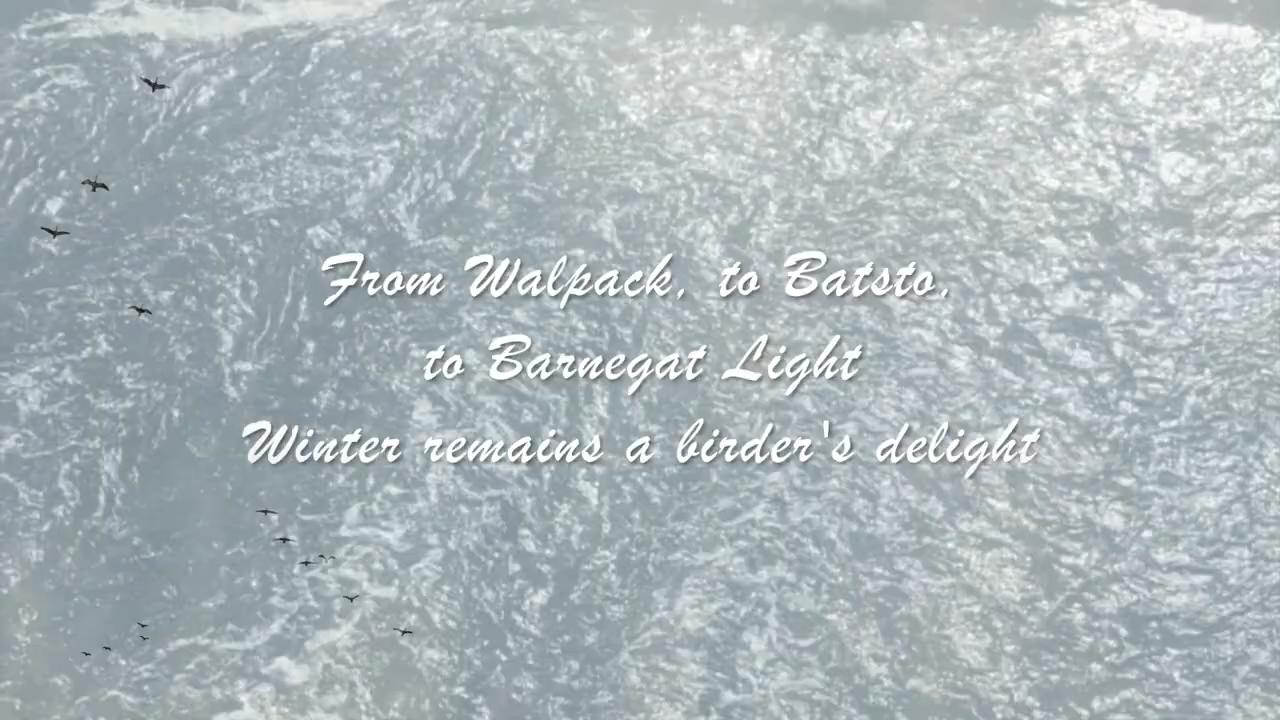 From Walpack, to Batsto,
to Barnegat Light
Winter remains a birder's delight